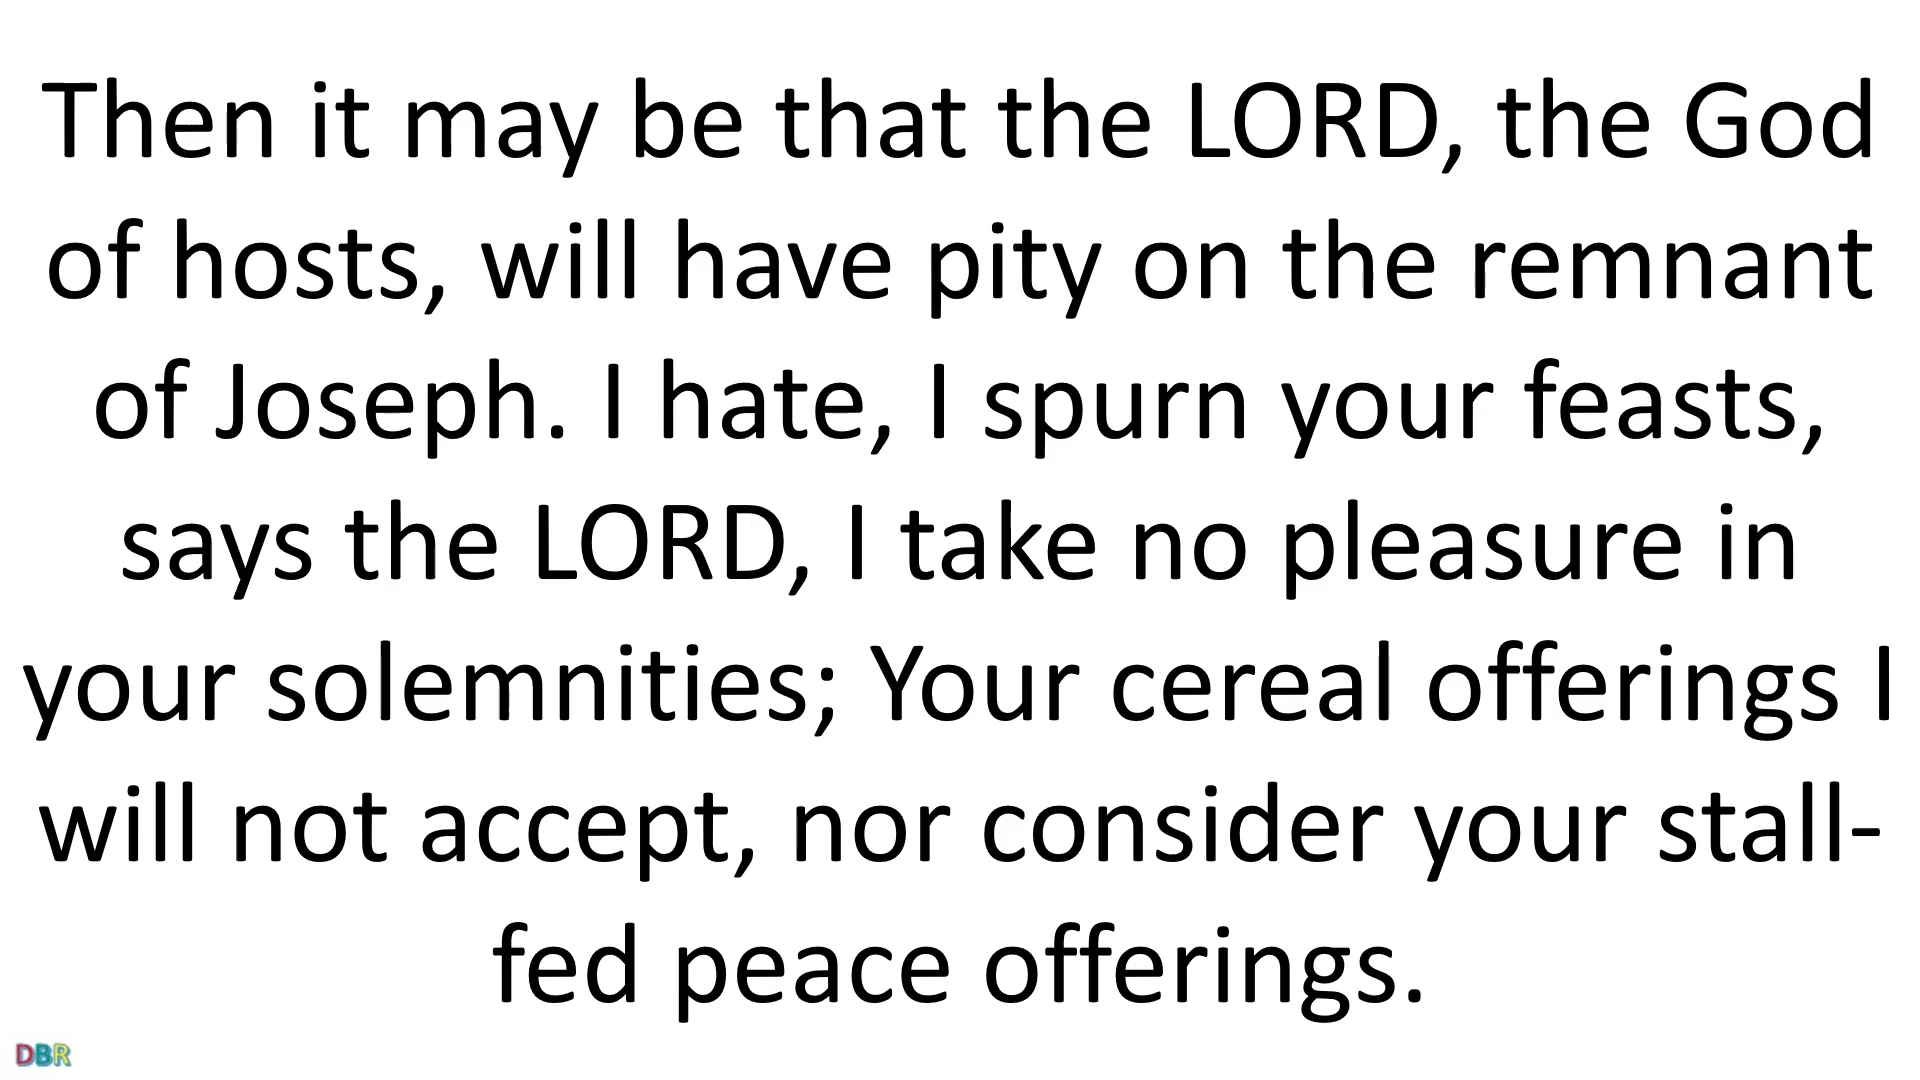 Then it may be that the LORD, the God
of hosts, will have pity on the remnant
of Joseph. I hate, I spurn your feasts,
says the LORD, I take no pleasure in
your solemnities; Your cereal offerings I
will not accept, nor consider your stall-
fed peace offerings.
DBR